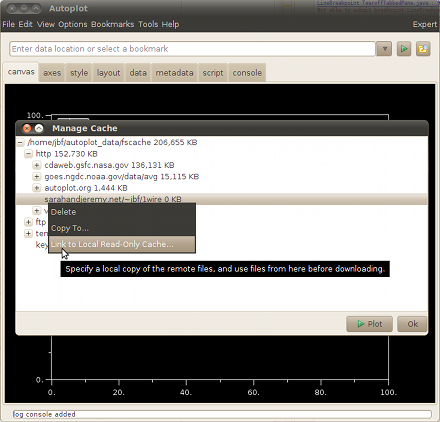 Autoplot
File Edit View Options Bookmarks Tools Help Expert
Enter data location or select a bookmark
canvas axes style layout data metadata script console
100.
Manage Cache
/home/jbf/autoplot_data/fscache 206,655 KB
http 152,730 KB
cdaweb.gsfc.nasa.gov 136,131 KB
goes.ngdc.noaa.gov/data/avg 15,115 KB
autoplot.org 1,444 KB
sarahandjeremy.net/~jbf/1wire 0 KB
Delete
ftp
Copy To...
Link to Local Read-Only Cache...
Specify a local copy of the remote files, and use files from here before downloading.
Plot Ok
0.
0. 20. 40. 60. 80. 100.
log console added